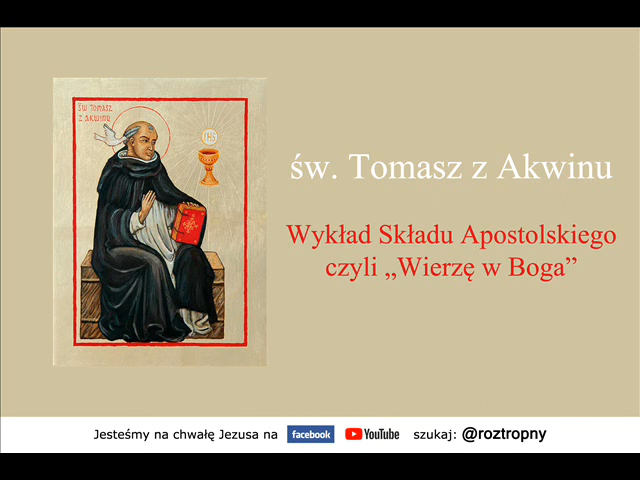 ŚW TOMASZ
Z AKWINU
IHS
św. Tomasz z Akwinu
Wykład Składu Apostolskiego
czyli „Wierzę w Boga”
Jesteśmy na chwałę Jezusa na facebook YouTube szukaj: @roztropny